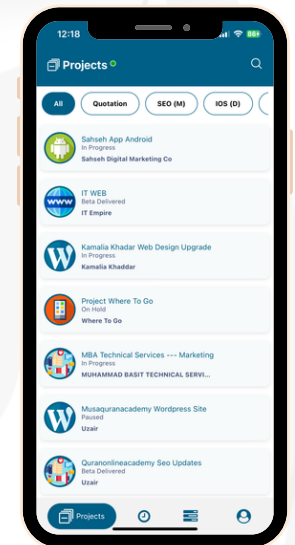 12:18
86
Projects
All
Quotation
SEO (M)
IOS (D)
Sahseh App Android
In Progress
Sahseh Digital Marketing Co
www
IT WEB
Beta Delivered
IT Empire
W
Kamalia Khadar Web Design Upgrade
In Progress
Kamalia Khaddar
Project Where To Go
On Hold
Where To Go
MBA Technical Services --- Marketing
In Progress
MUHAMMAD BASIT TECHNICAL SERVI...
W
Musaquranacademy Wordpress Site
Paused
Uzair
Quranonlineacademy Seo Updates
Beta Delivered
Uzair
Projects